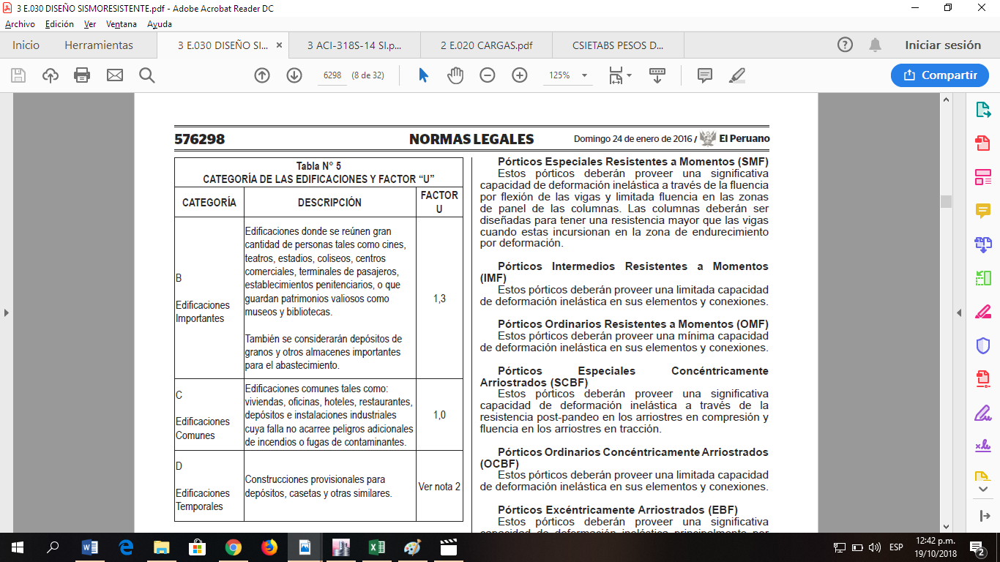 3 E.030 DISEÑO SISMORESISTENTE.pdf - Adobe Acrobat Reader DC
Archivo Edición Ver Ventana Ayuda
Inicio Herramientas 3 E.030 DISEÑO SI... × 3 ACI-318S-14 SI.p... 2 E.020 CARGAS.pdf CSIETABS PESOS D... Iniciar sesión
6298 (8 de 32) 125% Compartir
576298 NORMAS LEGALES Domingo 24 de enero de 2016 / El Peruano
Tabla N° 5
CATEGORÍA DE LAS EDIFICACIONES Y FACTOR “U”
CATEGORÍA DESCRIPCIÓN FACTOR
U
B
Edificaciones
Importantes
Edificaciones donde se reúnen gran
cantidad de personas tales como cines,
teatros, estadios, coliseos, centros
comerciales, terminales de pasajeros,
establecimientos penitenciarios, o que
guardan patrimonios valiosos como
museos y bibliotecas.
También se considerarán depósitos de
granos y otros almacenes importantes
para el abastecimiento.
1,3
C
Edificaciones
Comunes
Edificaciones comunes tales como:
viviendas, oficinas, hoteles, restaurantes,
depósitos e instalaciones industriales
cuya falla no acarree peligros adicionales
de incendios o fugas de contaminantes.
1,0
D
Edificaciones
Temporales
Construcciones provisionales para
depósitos, casetas y otras similares.
Ver nota 2
Pórticos Especiales Resistentes a Momentos (SMF)
Estos pórticos deberán proveer una significativa
capacidad de deformación inelástica a través de la fluencia
por flexión de las vigas y limitada fluencia en las zonas
de panel de las columnas. Las columnas deberán ser
diseñadas para tener una resistencia mayor que las vigas
cuando estas incursionan en la zona de endurecimiento
por deformación.
Pórticos Intermedios Resistentes a Momentos
(IMF)
Estos pórticos deberán proveer una limitada capacidad
de deformación inelástica en sus elementos y conexiones.
Pórticos Ordinarios Resistentes a Momentos (OMF)
Estos pórticos deberán proveer una mínima capacidad
de deformación inelástica en sus elementos y conexiones.
Pórticos Especiales Concéntricamente
Arriostrados (SCBF)
Estos pórticos deberán proveer una significativa
capacidad de deformación inelástica a través de la
resistencia post-pandeo en los arriostres en compresión y
fluencia en los arriostres en tracción.
Pórticos Ordinarios Concéntricamente Arriostrados
(OCBF)
Estos pórticos deberán proveer una limitada capacidad
de deformación inelástica en sus elementos y conexiones.
Pórticos Excéntricamente Arriostrados (EBF)
Estos pórticos deberán proveer una significativa
capacidad de deformación inelástica principalmente por
ESP 12:42 p.m.
19/10/2018 2